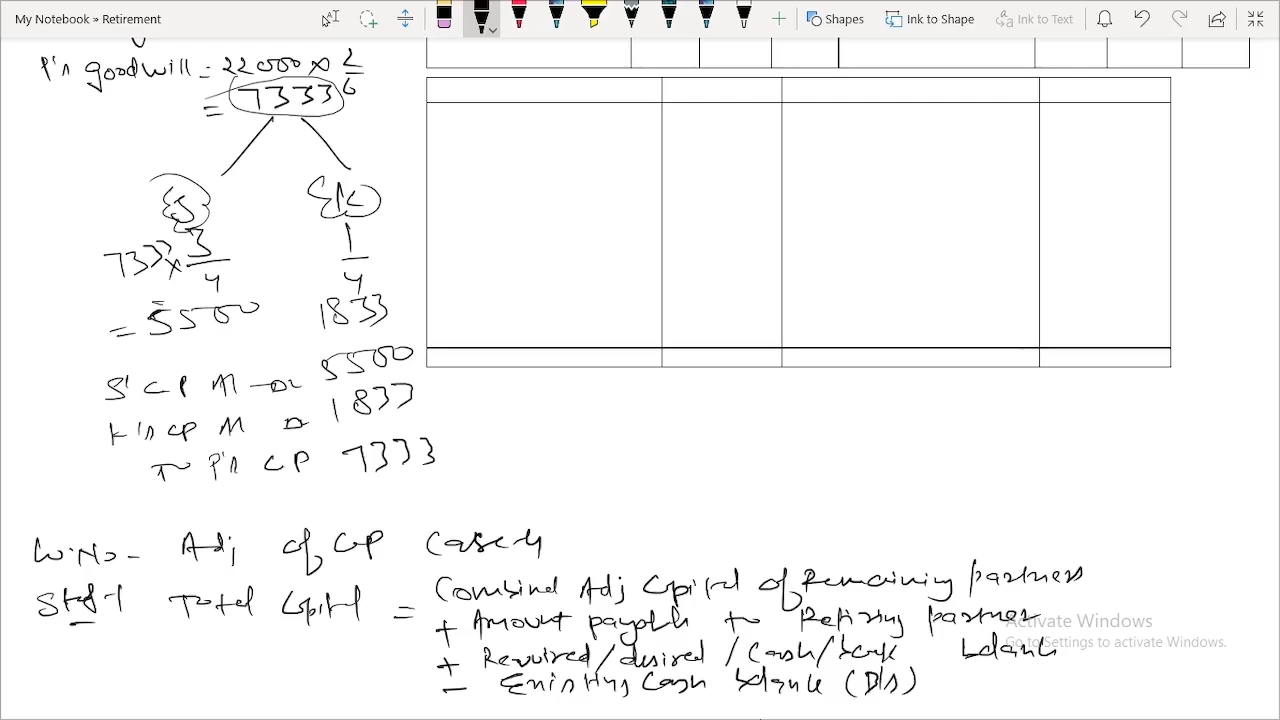 My Notebook » Retirement
Shapes Ink to Shape Ink to Text
P's goodwill = 22000 × 2/6
= 7333
S K
7333 × 3/4 1/4
= 5500 1833
S' CP A/c Dr 5500
K's CP A/c Dr 1833
To P's CP 7333
W.No - Adj of CP Case 4
Step-1 Total Capital = Combined Adj Capital of Remaining partners
+ Amount payable to Retiring partner
+ Required/desired/Cash/bank balance
- Existing Cash balance (B/S)
Activate Windows
Go to Settings to activate Windows.